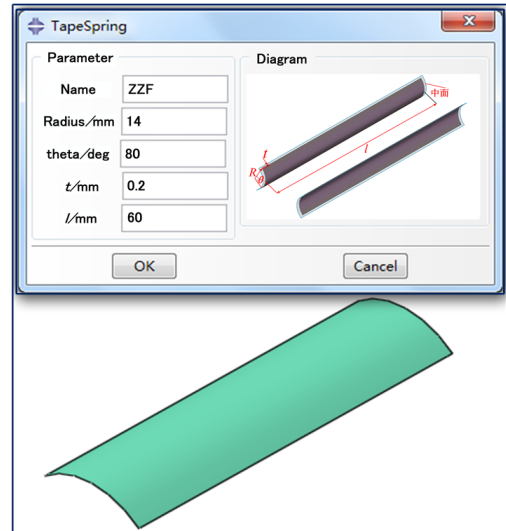 TapeSpring
Parameter
Name ZZF
Radius/mm 14
theta/deg 80
t/mm 0.2
l/mm 60
Diagram
中面
t
l
R
θ
OK
Cancel